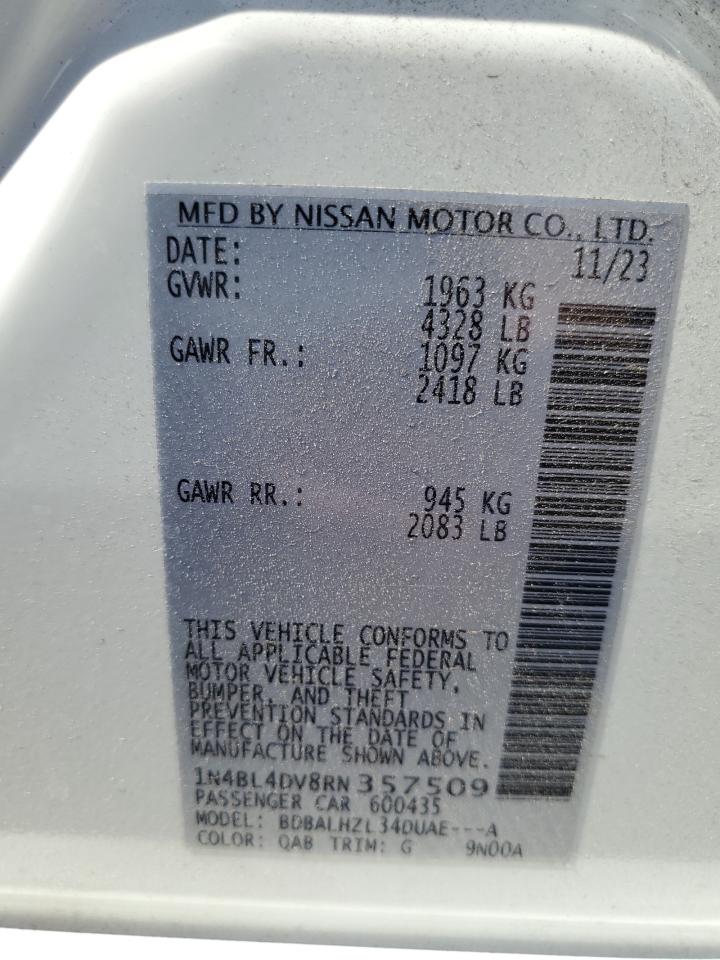 MFD BY NISSAN MOTOR CO., LTD.
DATE: 11/23
GVWR: 1963 KG
4328 LB
GAWR FR.: 1097 KG
2418 LB
GAWR RR.: 945 KG
2083 LB
THIS VEHICLE CONFORMS TO
ALL APPLICABLE FEDERAL
MOTOR VEHICLE SAFETY,
BUMPER, AND THEFT
PREVENTION STANDARDS IN
EFFECT ON THE DATE OF
MANUFACTURE SHOWN ABOVE.
1N4BL4DV8RN357509
PASSENGER CAR 600435
MODEL: BDBALHZL34DUAE---A
COLOR: QAB TRIM: G 9N00A